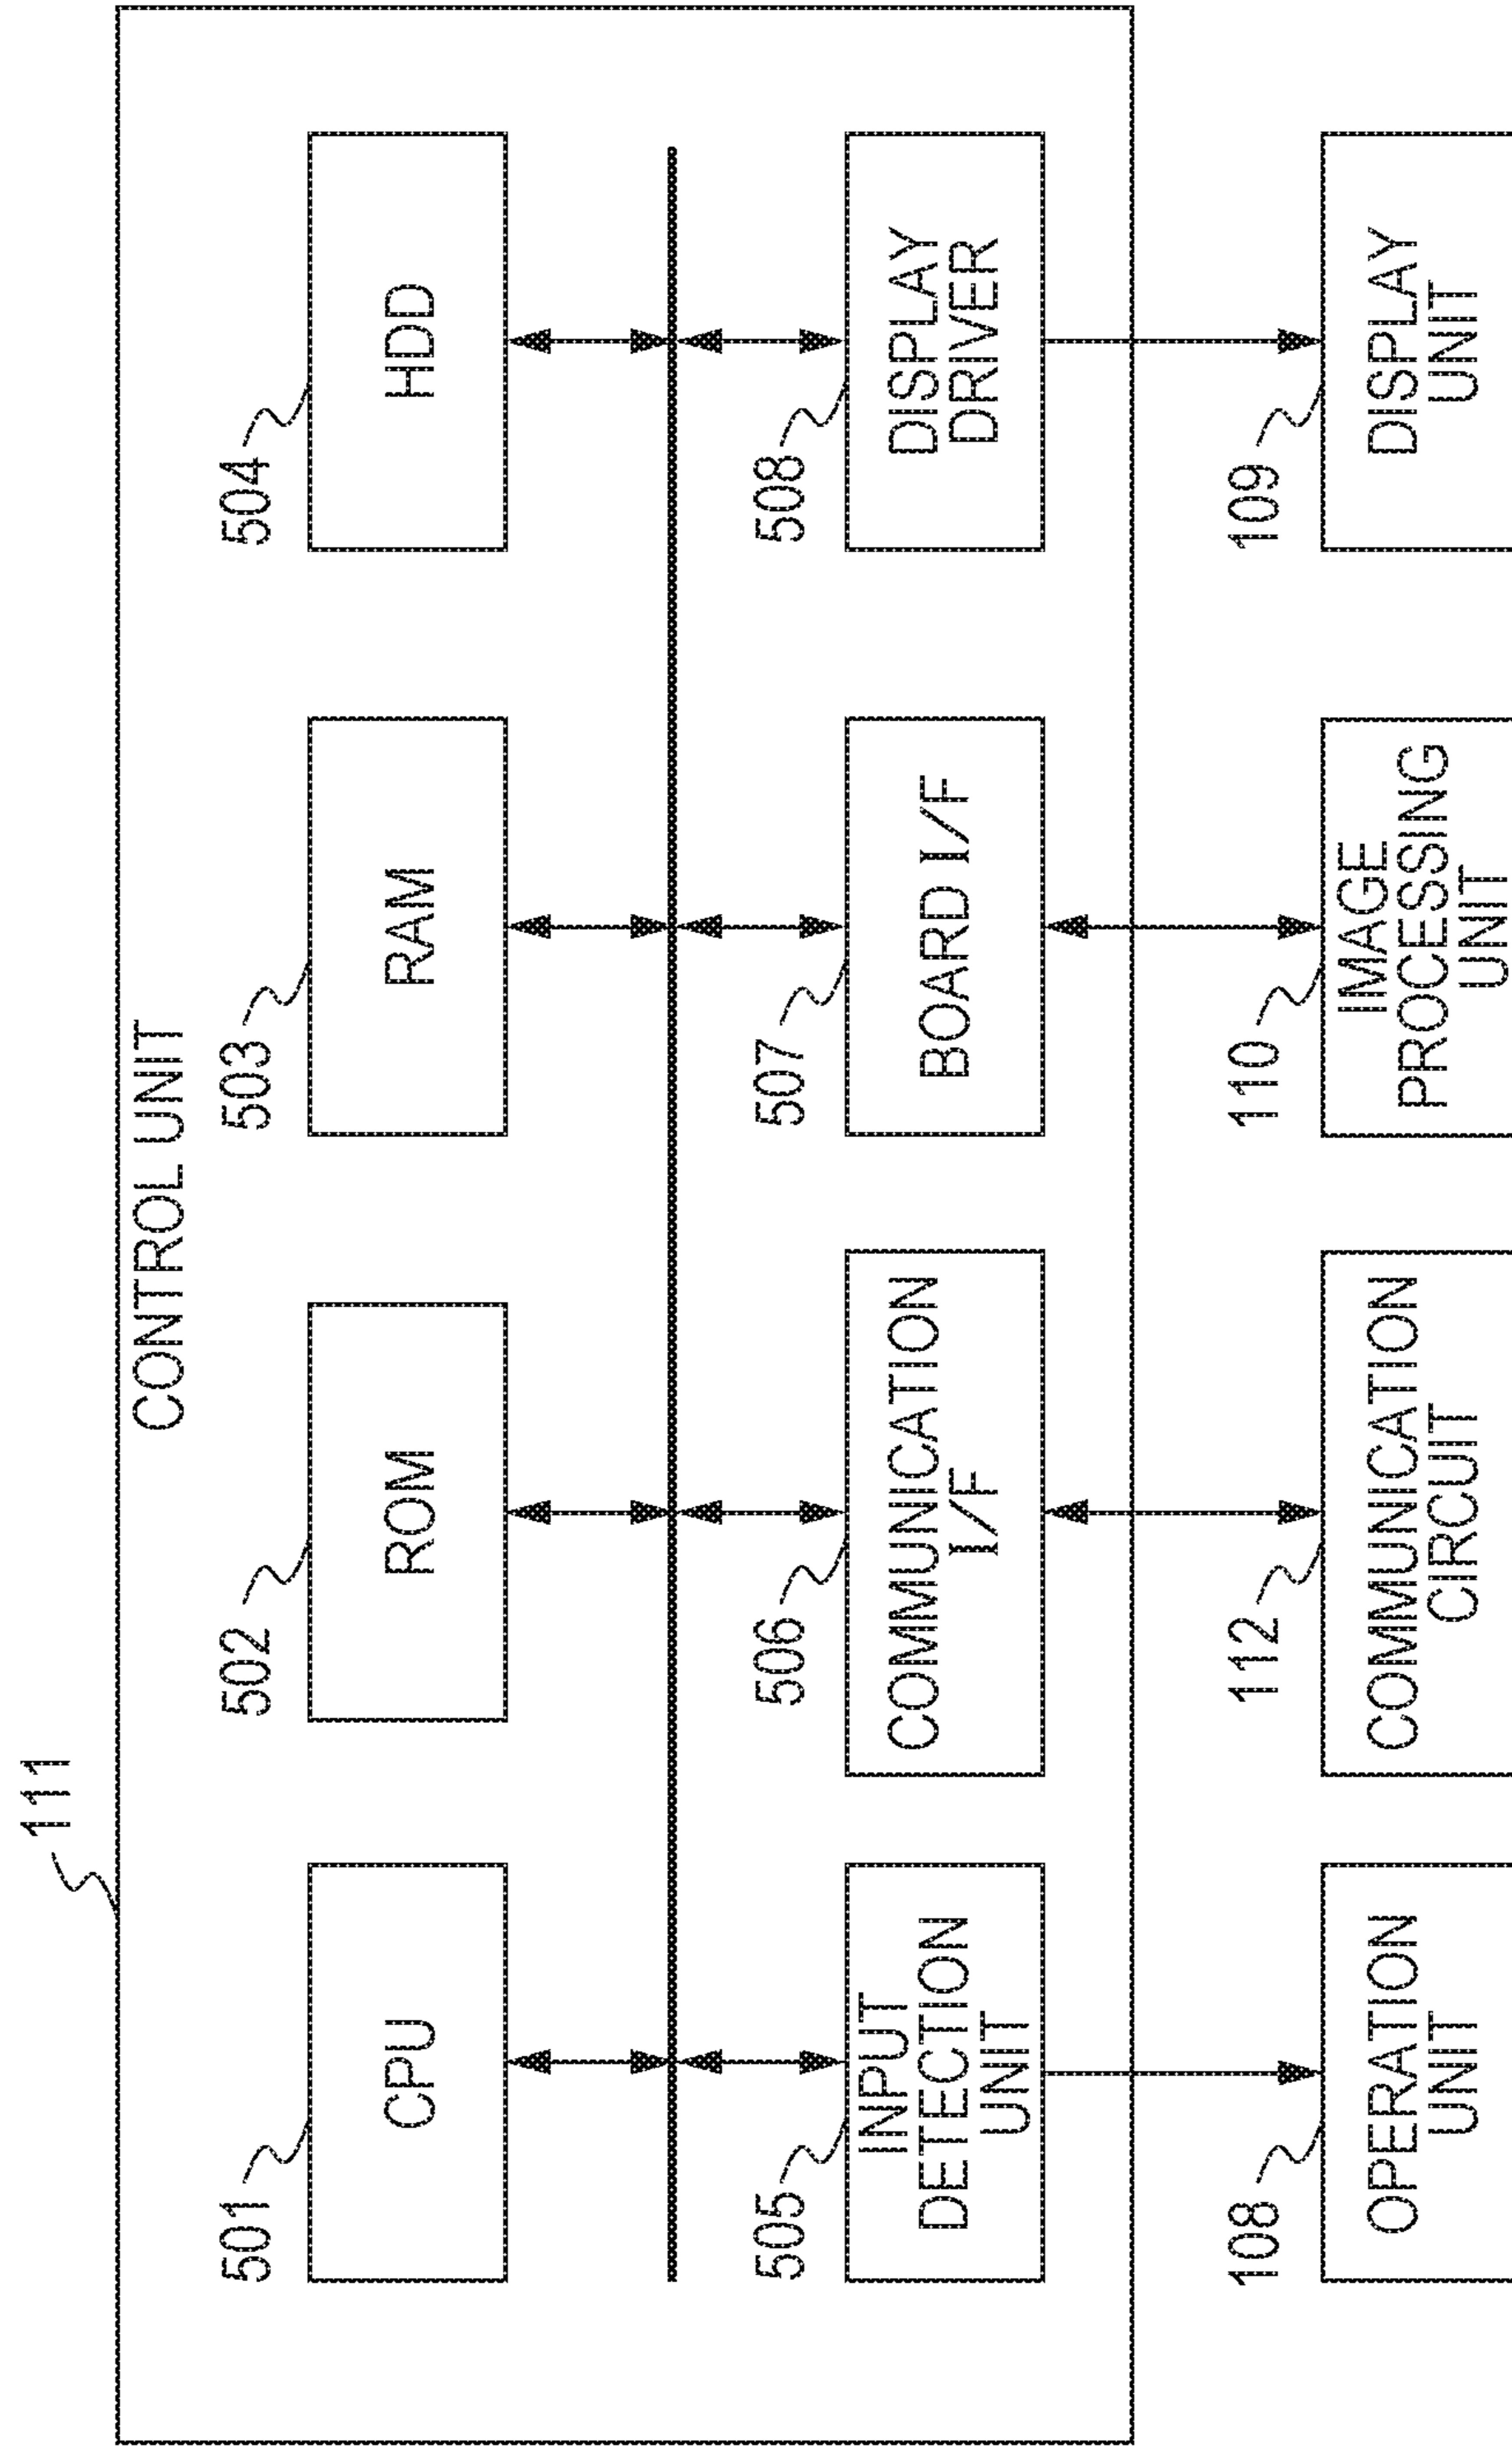 111
CONTROL UNIT
501
502
503
504
CPU
ROM
RAM
HDD
505
506
507
508
INPUT
DETECTION
UNIT
COMMUNICATION
I/F
BOARD I/F
DISPLAY
DRIVER
108
112
110
109
OPERATION
UNIT
COMMUNICATION
CIRCUIT
IMAGE
PROCESSING
UNIT
DISPLAY
UNIT